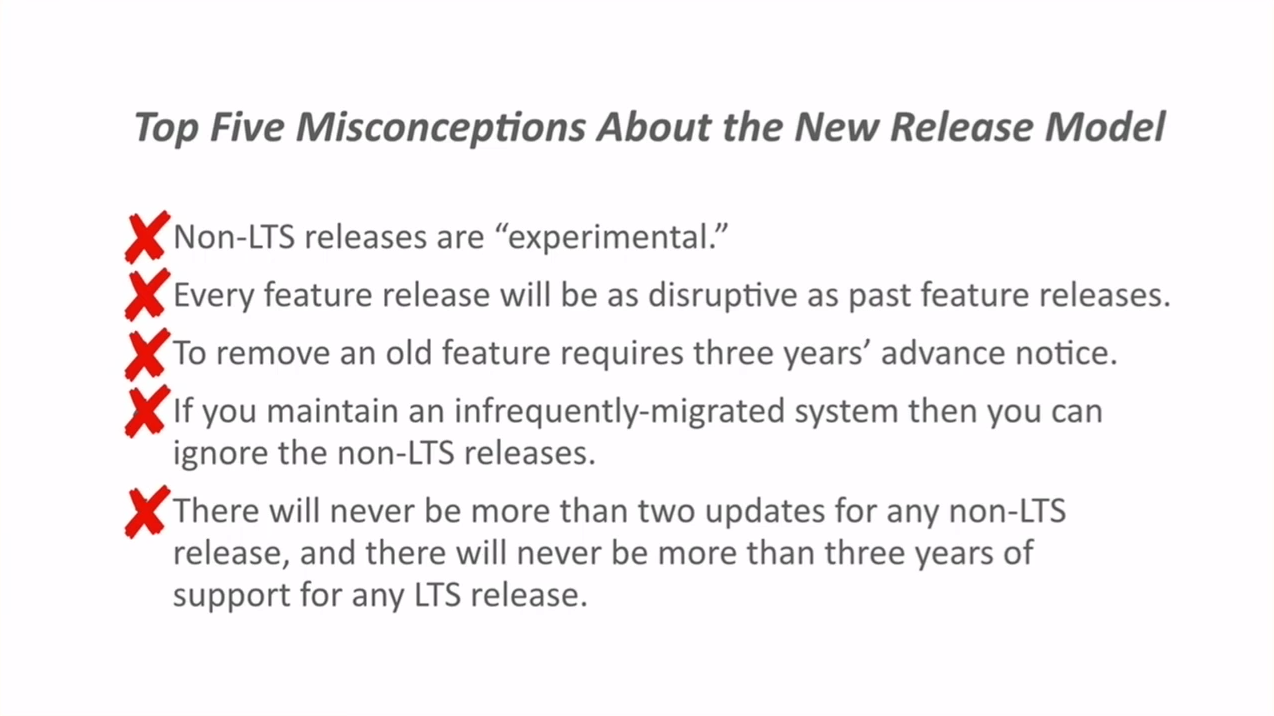 Top Five Misconceptions About the New Release Model
Non-LTS releases are “experimental.”
Every feature release will be as disruptive as past feature releases.
To remove an old feature requires three years’ advance notice.
If you maintain an infrequently-migrated system then you can
ignore the non-LTS releases.
There will never be more than two updates for any non-LTS
release, and there will never be more than three years of
support for any LTS release.